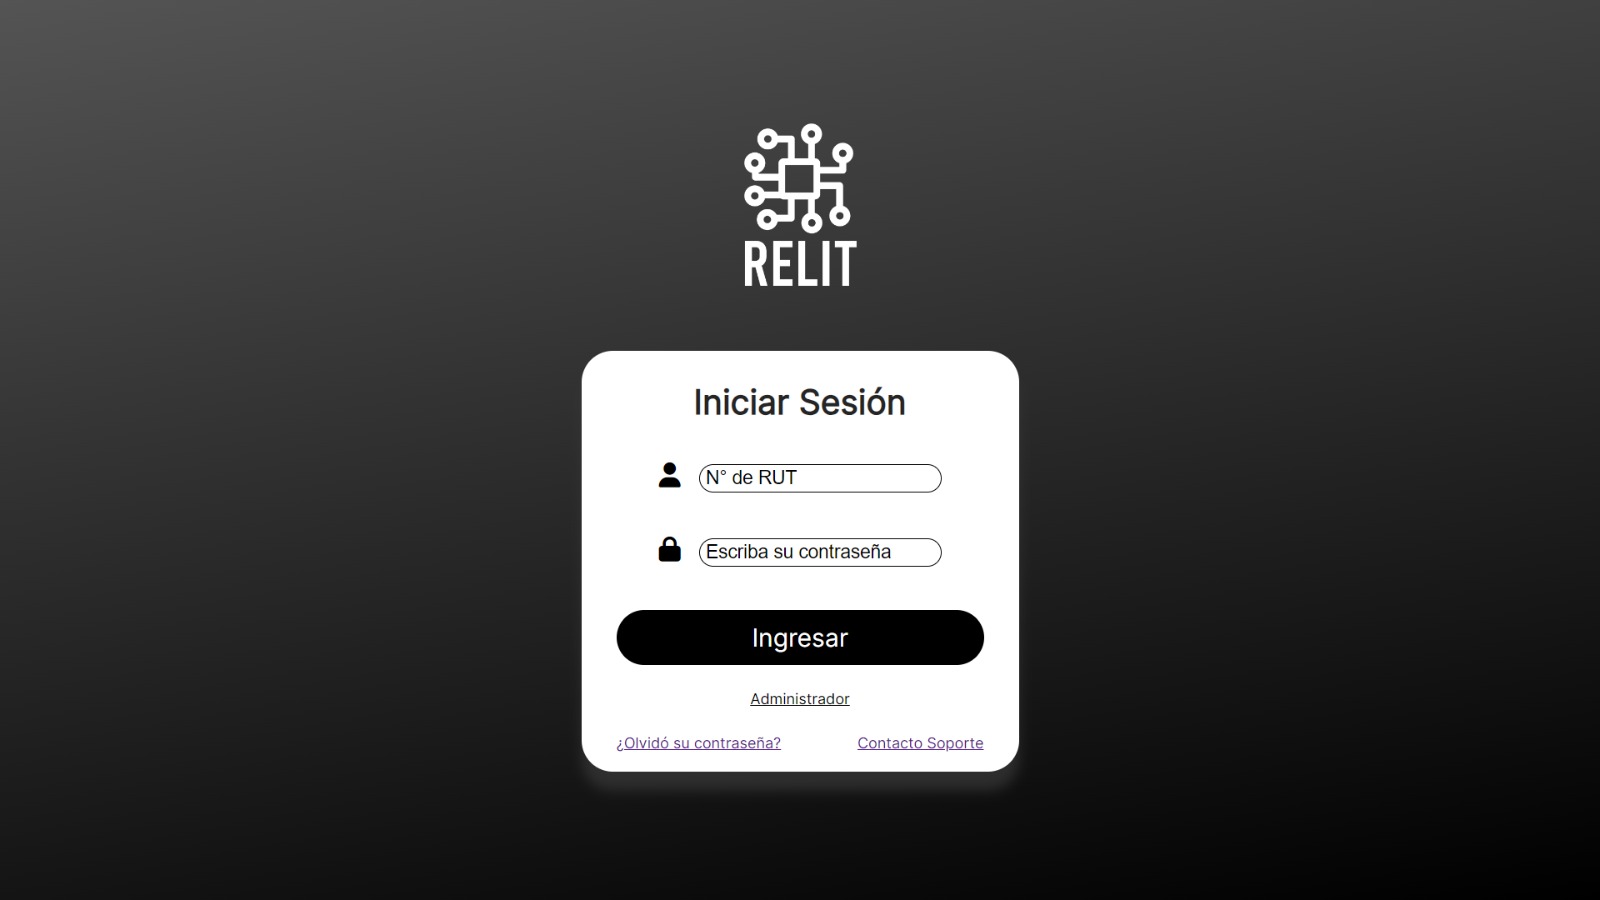 RELIT
Iniciar Sesión
N° de RUT
Escriba su contraseña
Ingresar
Administrador
¿Olvidó su contraseña? Contacto Soporte